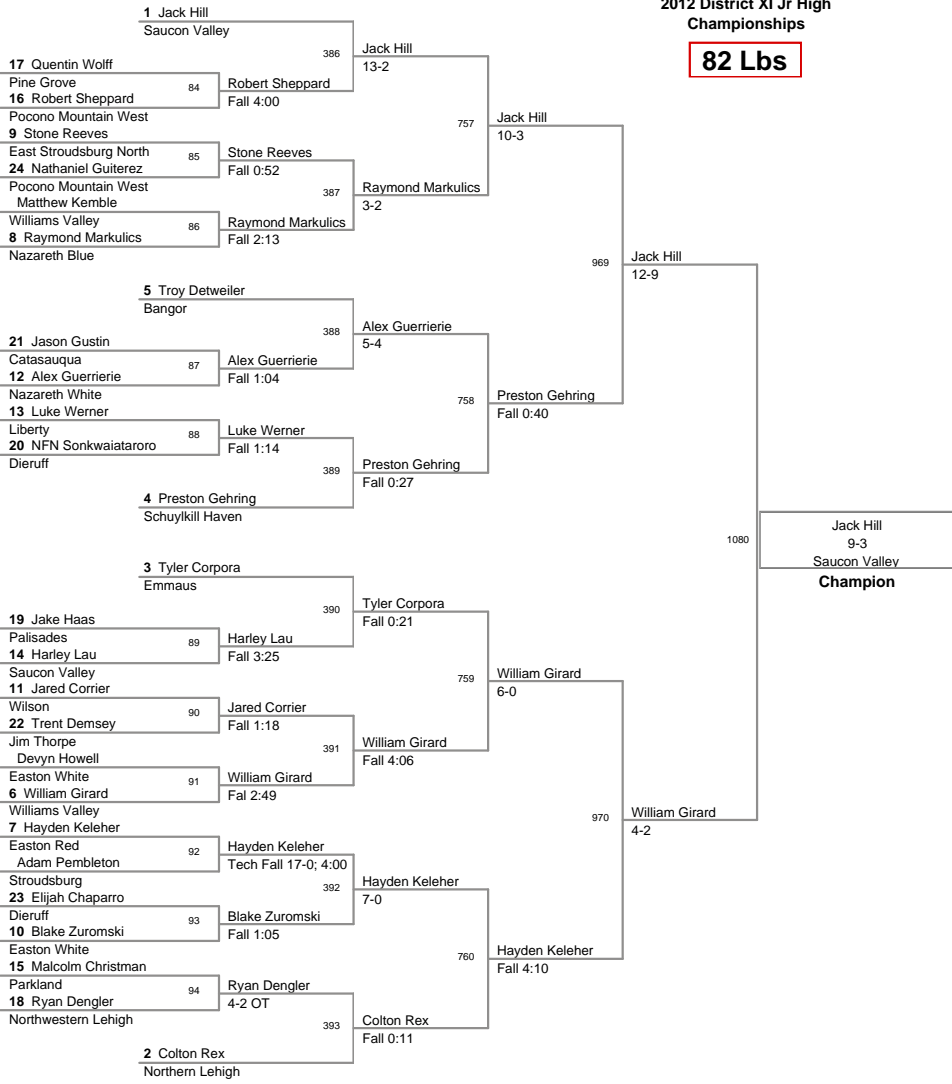 2012 District XI Jr High
Championships
82 Lbs
1 Jack Hill
Saucon Valley
386
Jack Hill
13-2
17 Quentin Wolff
Pine Grove
84
Robert Sheppard
16 Robert Sheppard
Fall 4:00
Pocono Mountain West
757
Jack Hill
10-3
9 Stone Reeves
East Stroudsburg North
85
Stone Reeves
24 Nathaniel Guiterez
Fall 0:52
Pocono Mountain West
387
Raymond Markulics
3-2
Matthew Kemble
Williams Valley
86
Raymond Markulics
8 Raymond Markulics
Fall 2:13
Nazareth Blue
969
Jack Hill
12-9
5 Troy Detweiler
Bangor
388
Alex Guerrierie
5-4
21 Jason Gustin
Catasauqua
87
Alex Guerrierie
12 Alex Guerrierie
Fall 1:04
Nazareth White
758
Preston Gehring
Fall 0:40
13 Luke Werner
Liberty
88
Luke Werner
20 NFN Sonkwaiataroro
Fall 1:14
Dieruff
389
Preston Gehring
Fall 0:27
4 Preston Gehring
Schuylkill Haven
1080
Jack Hill
9-3
Saucon Valley
Champion
3 Tyler Corpora
Emmaus
390
Tyler Corpora
Fall 0:21
19 Jake Haas
Palisades
89
Harley Lau
14 Harley Lau
Fall 3:25
Saucon Valley
759
William Girard
6-0
11 Jared Corrier
Wilson
90
Jared Corrier
22 Trent Demsey
Fall 1:18
Jim Thorpe
391
William Girard
Fall 4:06
Devyn Howell
Easton White
91
William Girard
6 William Girard
Fal 2:49
Williams Valley
970
William Girard
4-2
7 Hayden Keleher
Easton Red
92
Hayden Keleher
Adam Pembleton
Tech Fall 17-0; 4:00
Stroudsburg
392
Hayden Keleher
7-0
23 Elijah Chaparro
Dieruff
93
Blake Zuromski
10 Blake Zuromski
Fall 1:05
Easton White
760
Hayden Keleher
Fall 4:10
15 Malcolm Christman
Parkland
94
Ryan Dengler
18 Ryan Dengler
4-2 OT
Northwestern Lehigh
393
Colton Rex
Fall 0:11
2 Colton Rex
Northern Lehigh